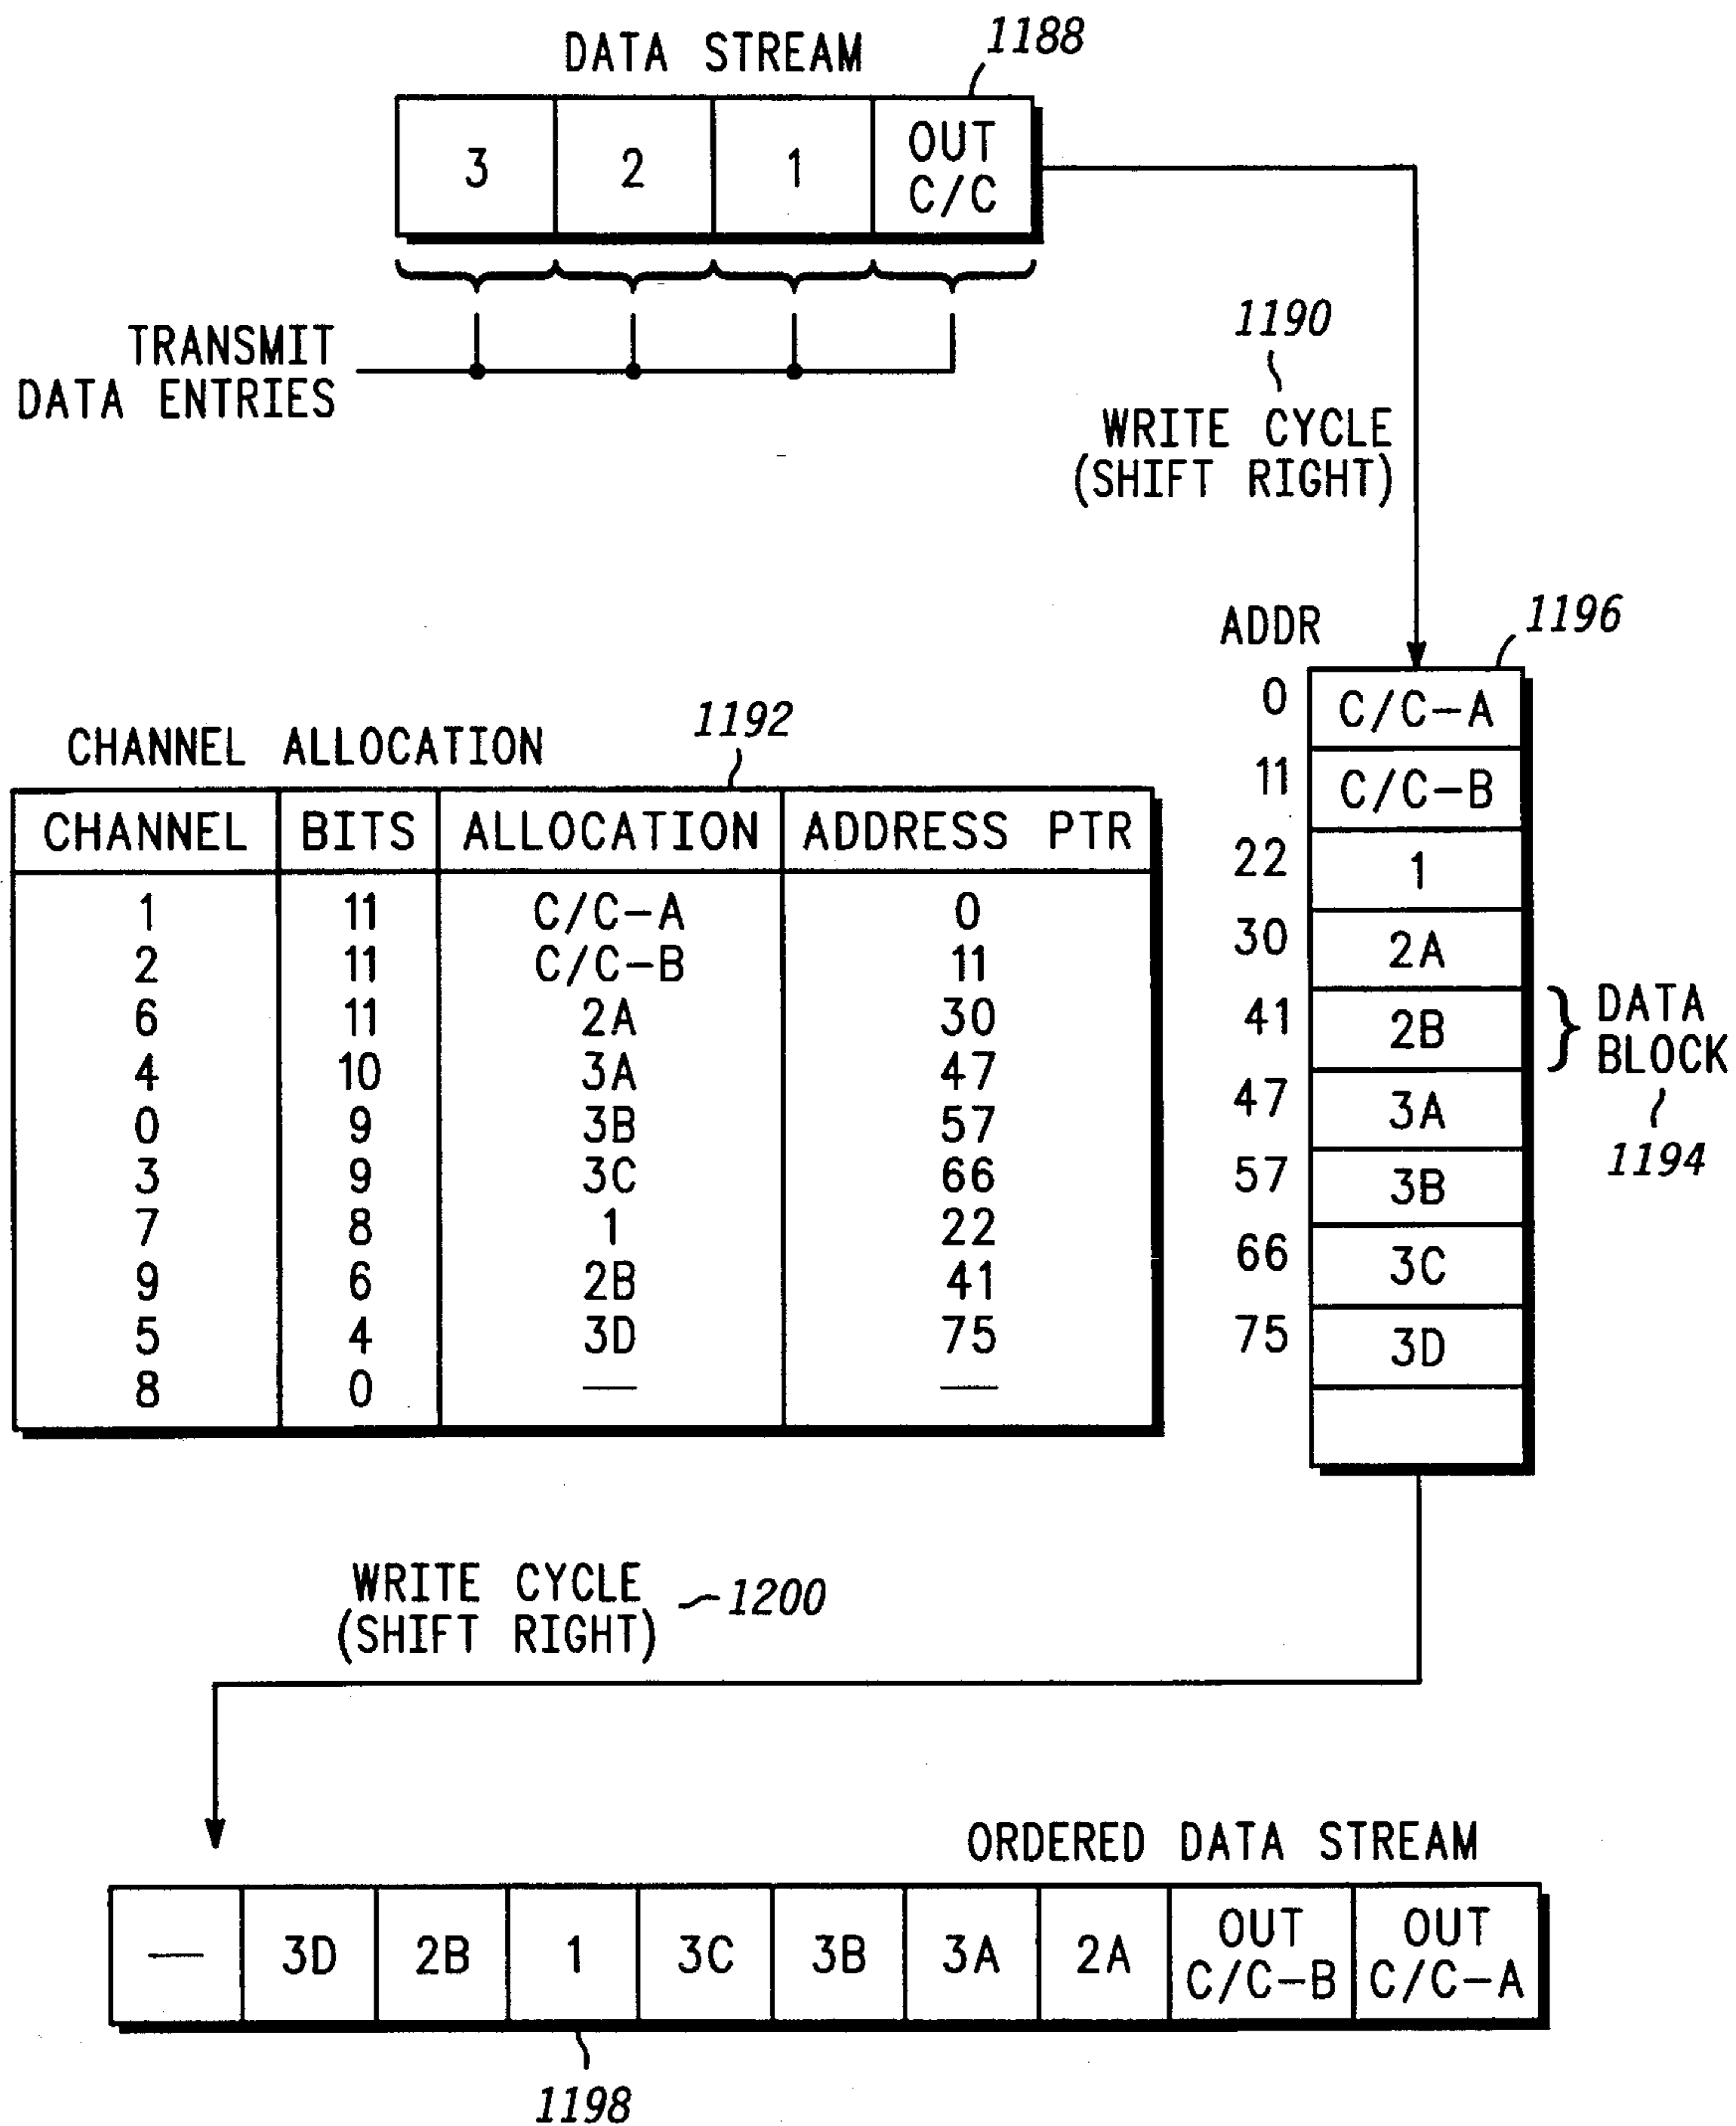 DATA STREAM
1188
3 2 1 OUT C/C
TRANSMIT
DATA ENTRIES
1190
WRITE CYCLE
(SHIFT RIGHT)
ADDR
1196
0 C/C-A
11 C/C-B
22 1
30 2A
41 2B
47 3A
57 3B
66 3C
75 3D
DATA
BLOCK
1194
CHANNEL ALLOCATION
1192
CHANNEL BITS ALLOCATION ADDRESS PTR
1 11 C/C-A 0
2 11 C/C-B 11
6 11 2A 30
4 10 3A 47
0 9 3B 57
3 9 3C 66
7 8 1 22
9 6 2B 41
5 4 3D 75
8 0 — —
WRITE CYCLE
(SHIFT RIGHT)
1200
ORDERED DATA STREAM
— 3D 2B 1 3C 3B 3A 2A OUT C/C-B OUT C/C-A
1198